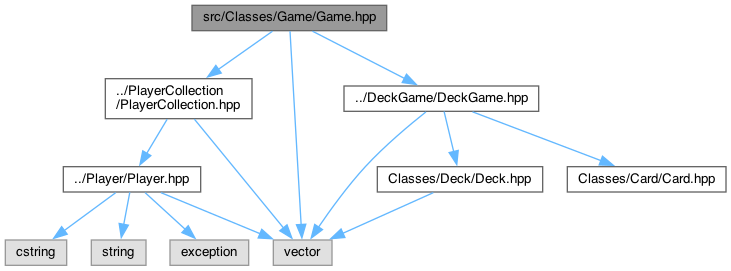 src/Classes/Game/Game.hpp
../PlayerCollection
/PlayerCollection.hpp
../DeckGame/DeckGame.hpp
../Player/Player.hpp
Classes/Deck/Deck.hpp
Classes/Card/Card.hpp
cstring
string
exception
vector